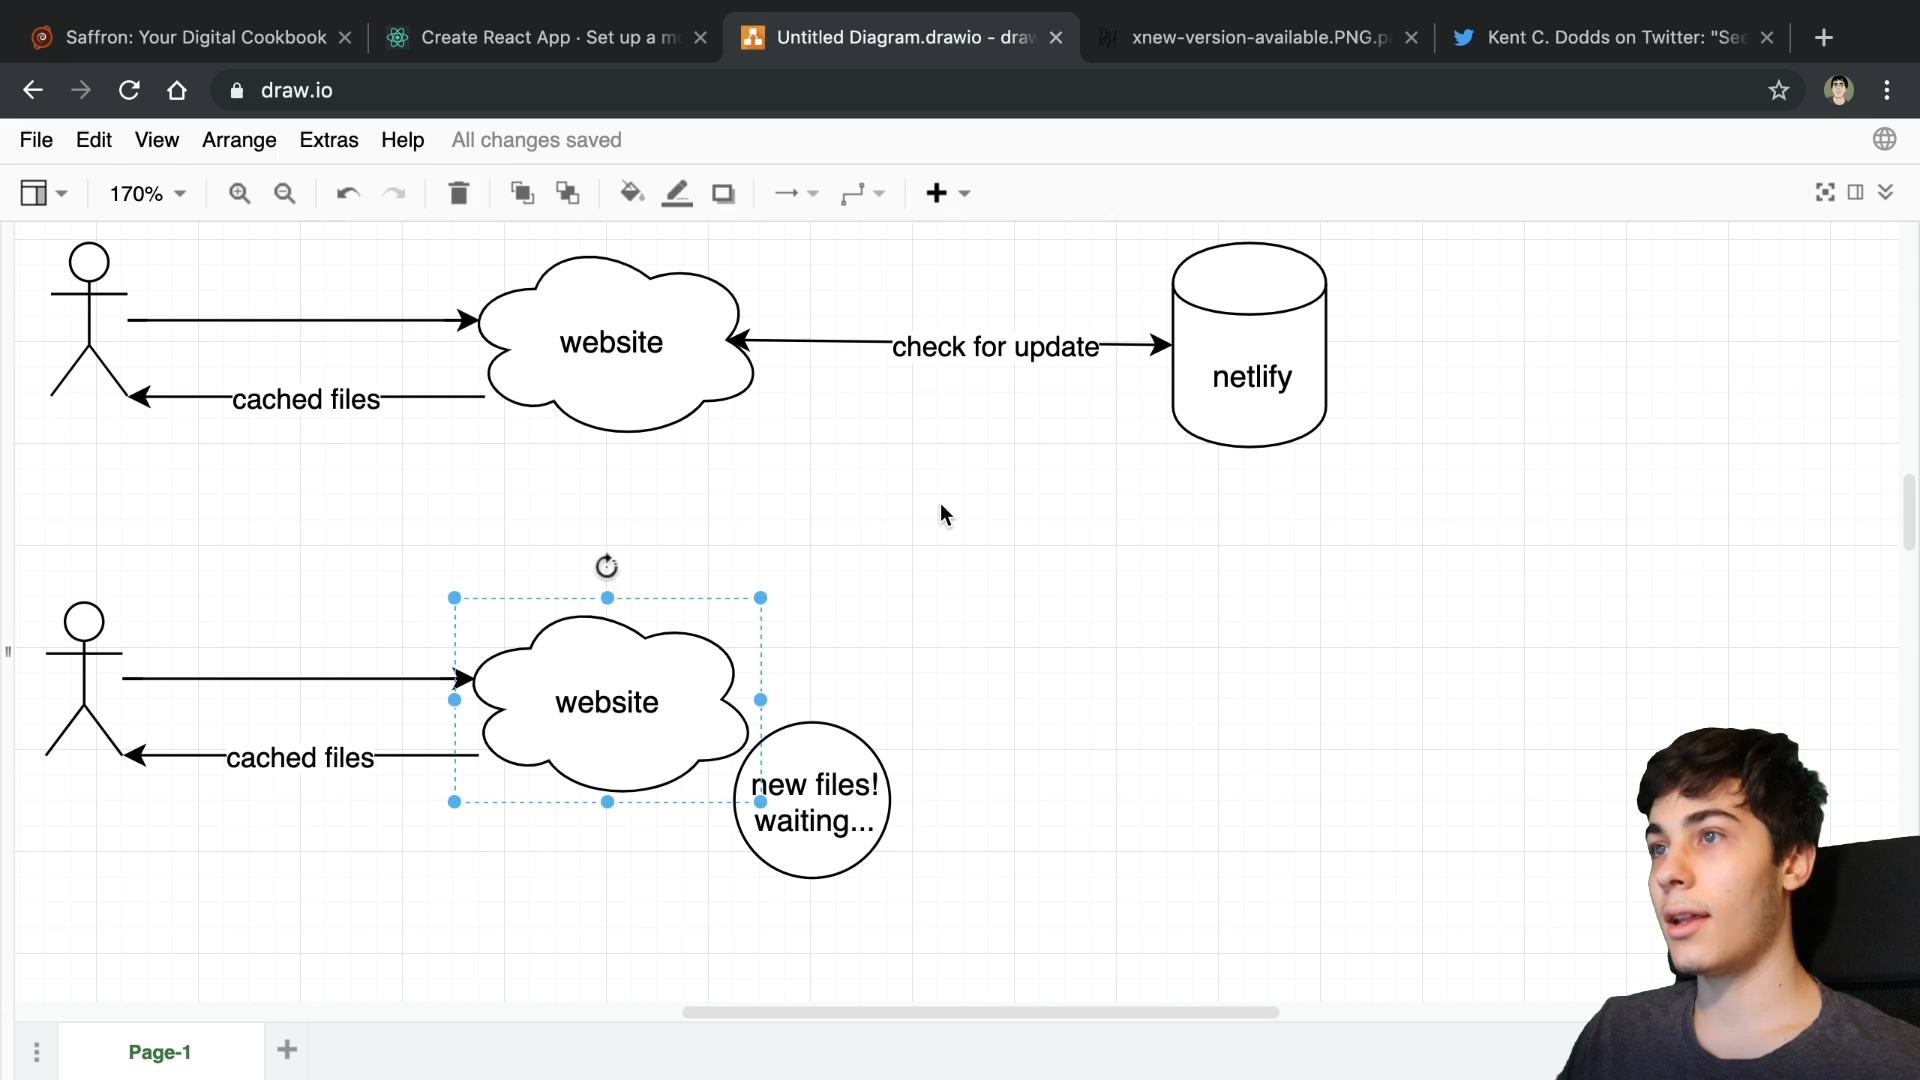 Saffron: Your Digital Cookbook
Create React App · Set up a m
Untitled Diagram.drawio - draw
xnew-version-available.PNG.p
Kent C. Dodds on Twitter: "See
draw.io
File Edit View Arrange Extras Help All changes saved
170%
website
check for update
netlify
cached files
website
cached files
new files!
waiting...
Page-1